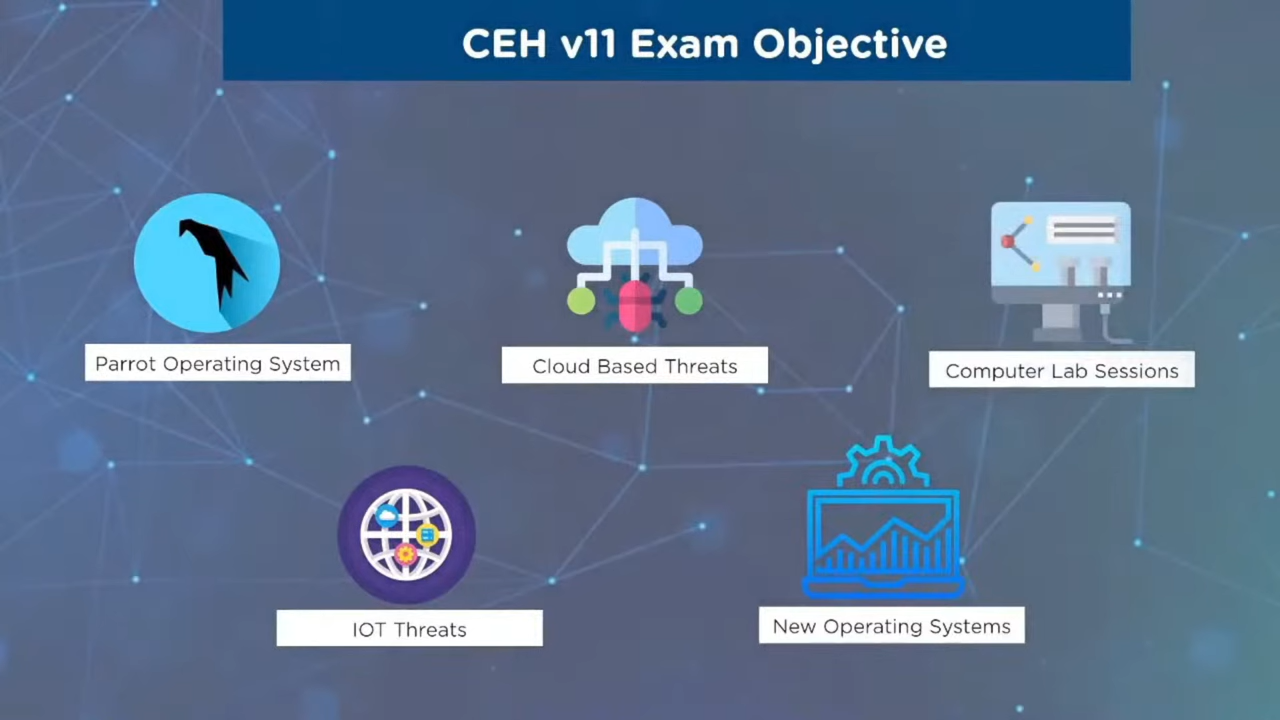 CEH v11 Exam Objective
Parrot Operating System
Cloud Based Threats
Computer Lab Sessions
IOT Threats
New Operating Systems